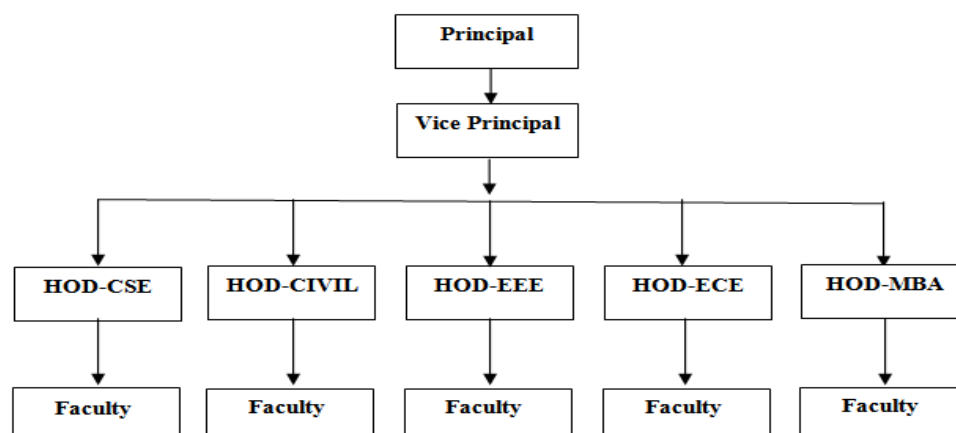 Principal
Vice Principal
HOD-CSE
HOD-CIVIL
HOD-EEE
HOD-ECE
HOD-MBA
Faculty
Faculty
Faculty
Faculty
Faculty